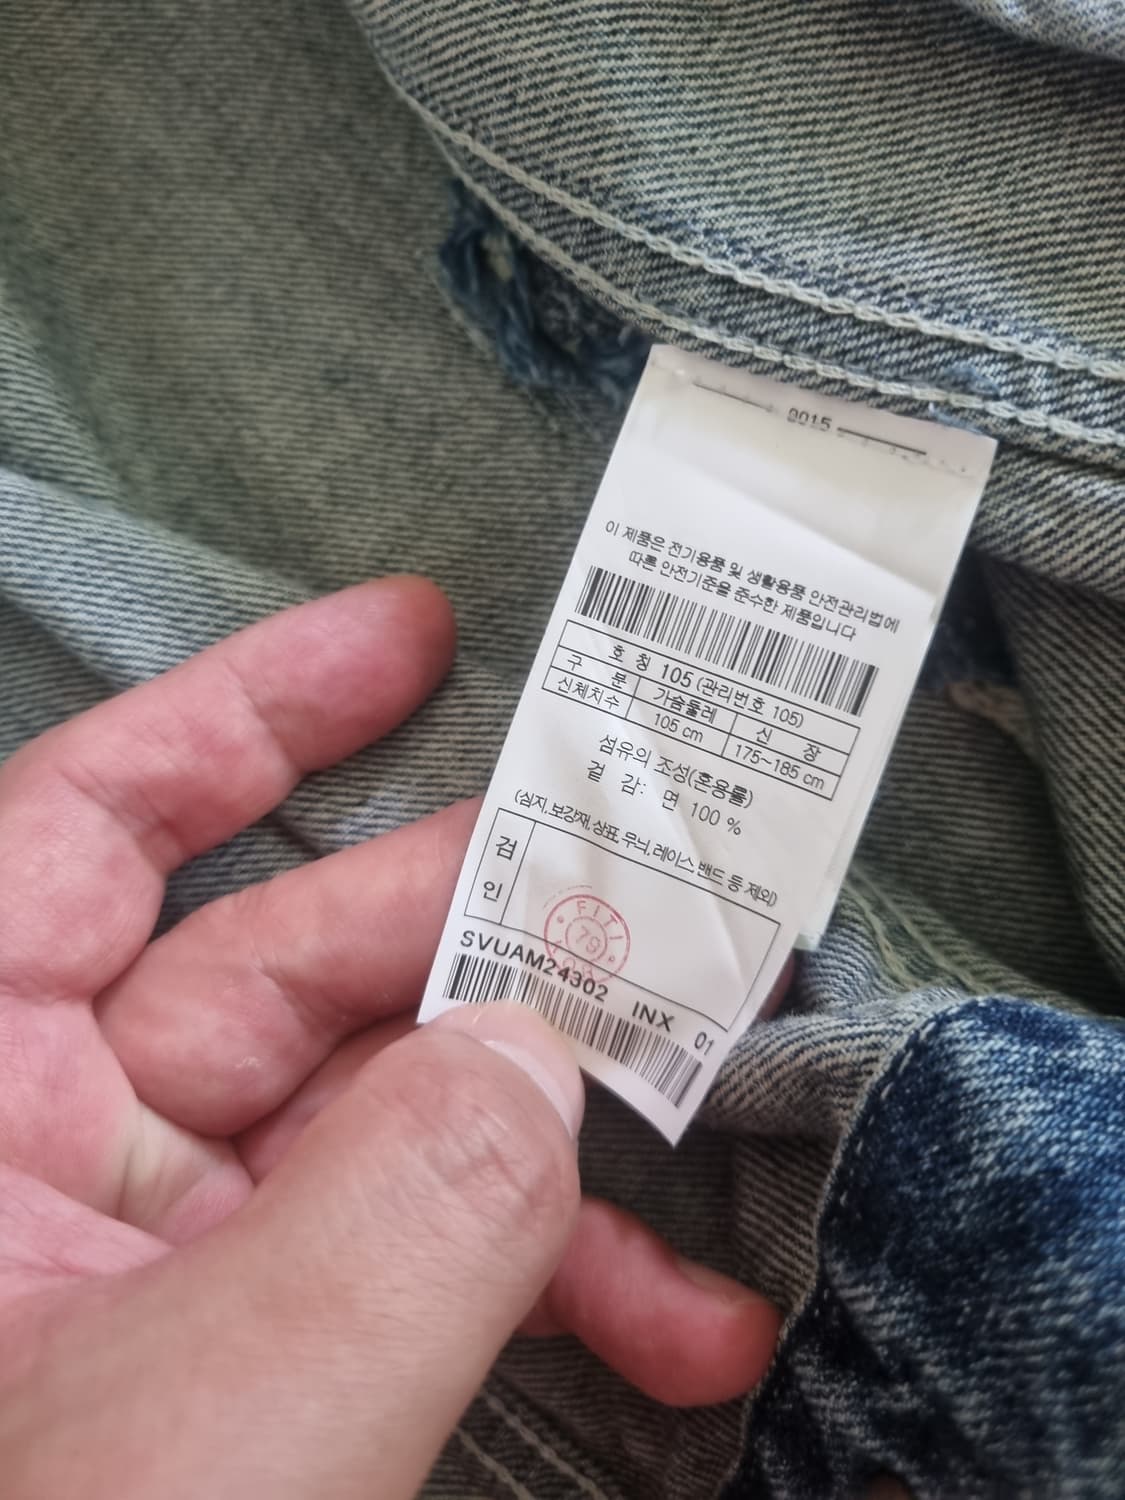 0015
이 제품은 전기용품 및 생활용품 안전관리법에
따른 안전기준을 준수한 제품입니다
호 칭 105 (관리번호 105)
구 분 가슴둘레 신 장
신체치수 105 cm 175~185 cm
섬유의 조성(혼용률)
겉 감: 면 100 %
(심지,보강재,상표,무늬,레이스,밴드 등 제외)
검
인
FITI
79
SVUAM24302 INX 01